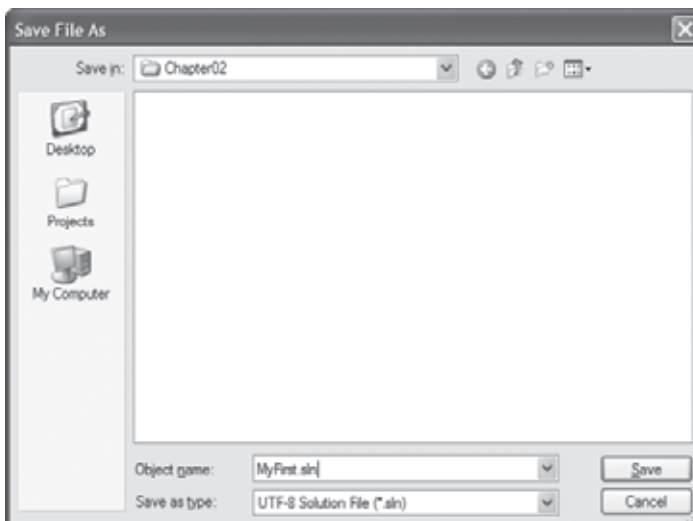 Save File As
Save in: Chapter02
Desktop
Projects
My Computer
Object name: MyFirst.sln
Save as type: UTF-8 Solution File (*.sln)
Save
Cancel